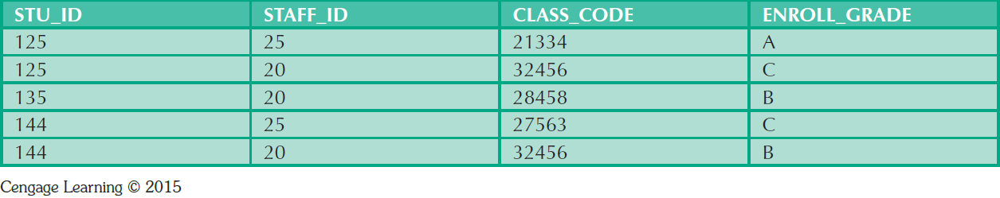 STU_ID STAFF_ID CLASS_CODE ENROLL_GRADE
125 25 21334 A
125 20 32456 C
135 20 28458 B
144 25 27563 C
144 20 32456 B
Cengage Learning © 2015